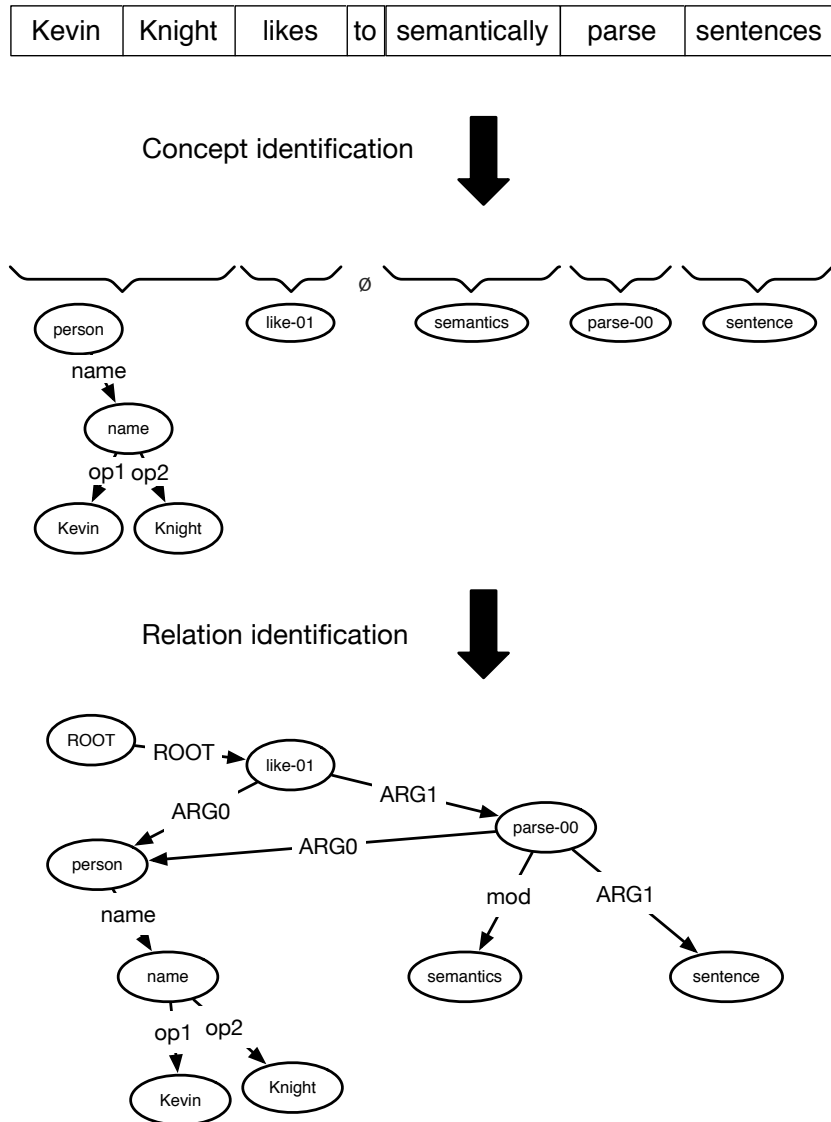 Kevin Knight likes to semantically parse sentences
Concept identification
ø
person like-01 semantics parse-00 sentence
name
name
op1 op2
Kevin Knight
Relation identification
ROOT ROOT like-01
ARG0 ARG1
parse-00
person ARG0
name mod ARG1
name semantics sentence
op1 op2
Kevin Knight